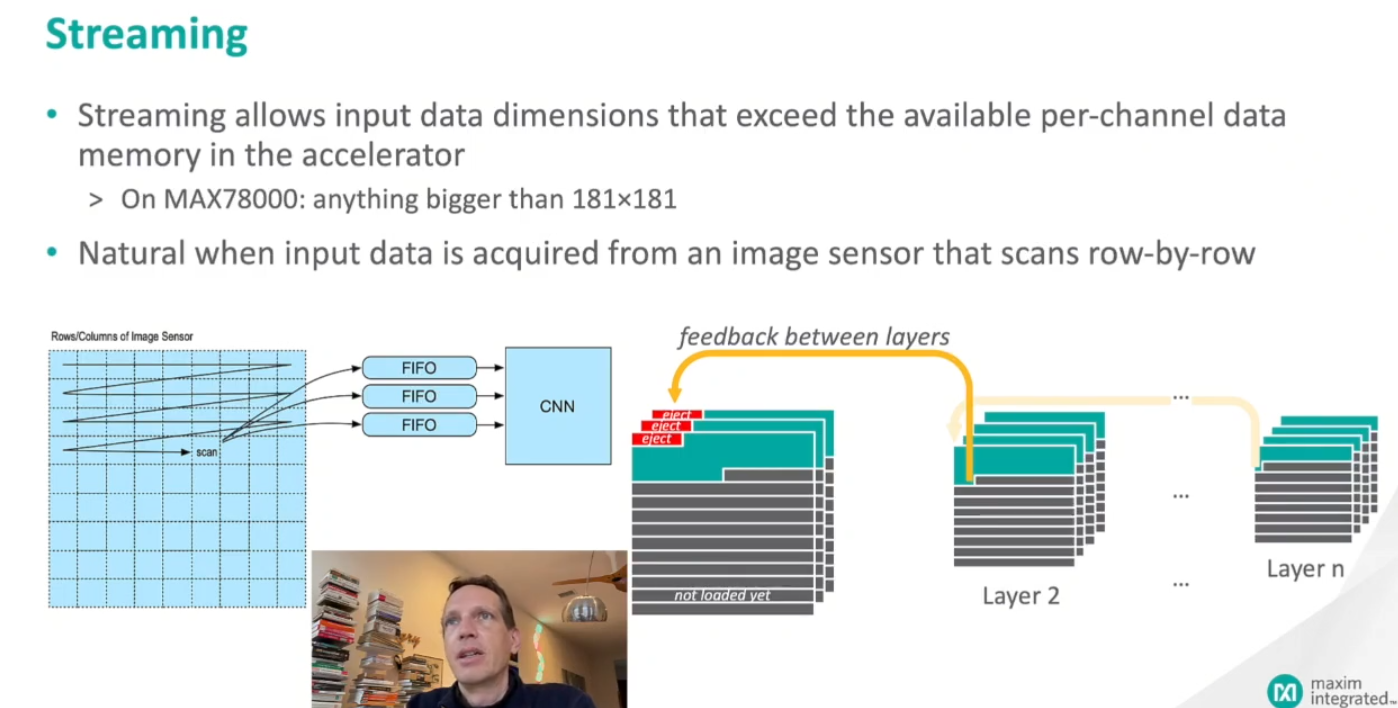 Streaming
• Streaming allows input data dimensions that exceed the available per-channel data
memory in the accelerator
> On MAX78000: anything bigger than 181×181
• Natural when input data is acquired from an image sensor that scans row-by-row
Rows/Columns of Image Sensor
scan
FIFO
FIFO
FIFO
CNN
feedback between layers
eject
eject
eject
not loaded yet
...
...
...
Layer 2
Layer n
maxim
integrated™